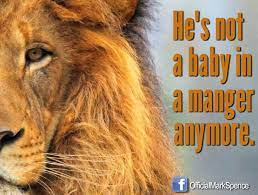 He's not
a baby in
a manger
anymore.
f OfficialMarkSpence